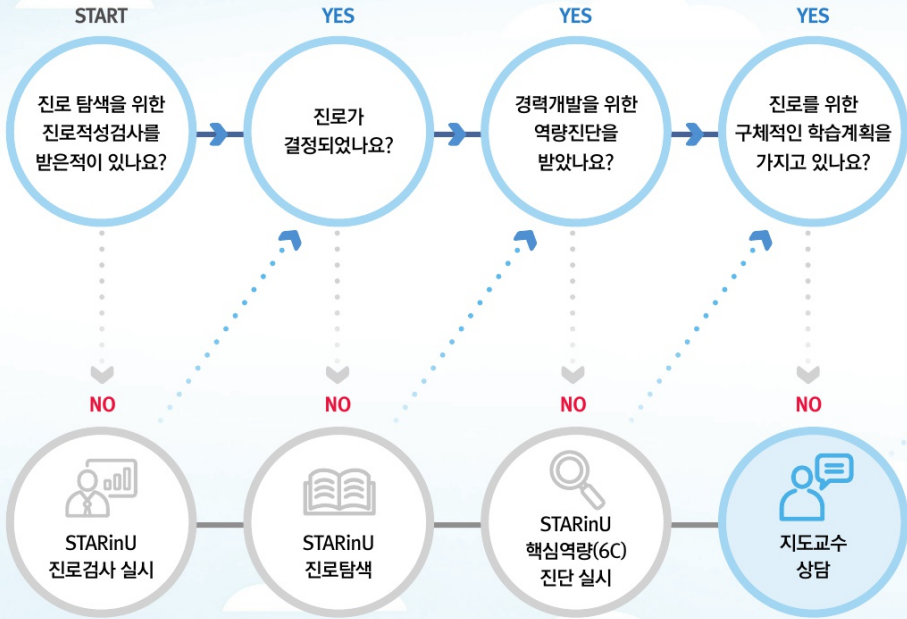 START
YES
YES
YES
진로 탐색을 위한
진로적성검사를
받은적이 있나요?
진로가
결정되었나요?
경력개발을 위한
역량진단을
받았나요?
진로를 위한
구체적인 학습계획을
가지고 있나요?
NO
NO
NO
NO
STARinU
진로검사 실시
STARinU
진로탐색
STARinU
핵심역량(6C)
진단 실시
지도교수
상담